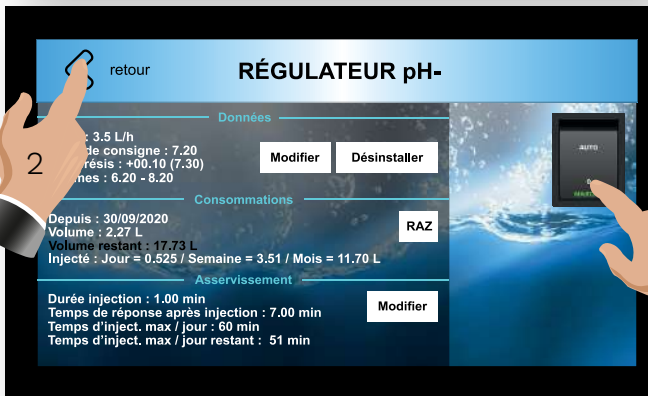 retour
RÉGULATEUR pH-
Données
: 3.5 L/h
de consigne : 7.20
résis : +00.10 (7.30)
mes : 6.20 - 8.20
Modifier
Désinstaller
2
AUTO
Consommations
Depuis : 30/09/2020
Volume : 2,27 L
Volume restant : 17.73 L
Injecté : Jour = 0.525 / Semaine = 3.51 / Mois = 11.70 L
RAZ
Asservissement
Durée injection : 1.00 min
Temps de réponse après injection : 7.00 min
Temps d'inject. max / jour : 60 min
Temps d'inject. max / jour restant : 51 min
Modifier